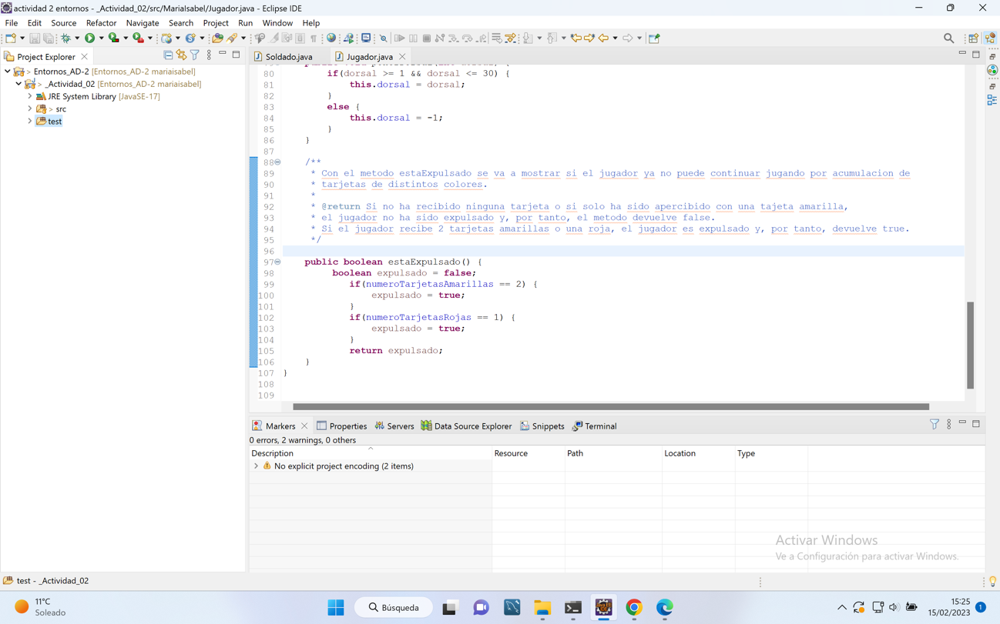 actividad 2 entornos - _Actividad_02/src/MariaIsabel/Jugador.java - Eclipse IDE
File Edit Source Refactor Navigate Search Project Run Window Help
Project Explorer
Entornos_AD-2 [Entornos_AD-2 mariaisabel]
> _Actividad_02 [Entornos_AD-2 mariaisabel]
JRE System Library [JavaSE-17]
> src
test
Soldado.java
Jugador.java
80 if(dorsal >= 1 && dorsal <= 30) {
81 this.dorsal = dorsal;
82 }
83 else {
84 this.dorsal = -1;
85 }
86 }
87
88 /**
89 * Con el metodo estaExpulsado se va a mostrar si el jugador ya no puede continuar jugando por acumulacion de
90 * tarjetas de distintos colores.
91 *
92 * @return Si no ha recibido ninguna tarjeta o si solo ha sido apercibido con una tajeta amarilla,
93 * el jugador no ha sido expulsado y, por tanto, el metodo devuelve false.
94 * Si el jugador recibe 2 tarjetas amarillas o una roja, el jugador es expulsado y, por tanto, devuelve true.
95 */
96
97 public boolean estaExpulsado() {
98 boolean expulsado = false;
99 if(numeroTarjetasAmarillas == 2) {
100 expulsado = true;
101 }
102 if(numeroTarjetasRojas == 1) {
103 expulsado = true;
104 }
105 return expulsado;
106 }
107 }
108
109
Markers Properties Servers Data Source Explorer Snippets Terminal
0 errors, 2 warnings, 0 others
Description Resource Path Location Type
No explicit project encoding (2 items)
Activar Windows
Ve a Configuración para activar Windows.
test - _Actividad_02
11°C
Soleado
Búsqueda
15:25
15/02/2023
1